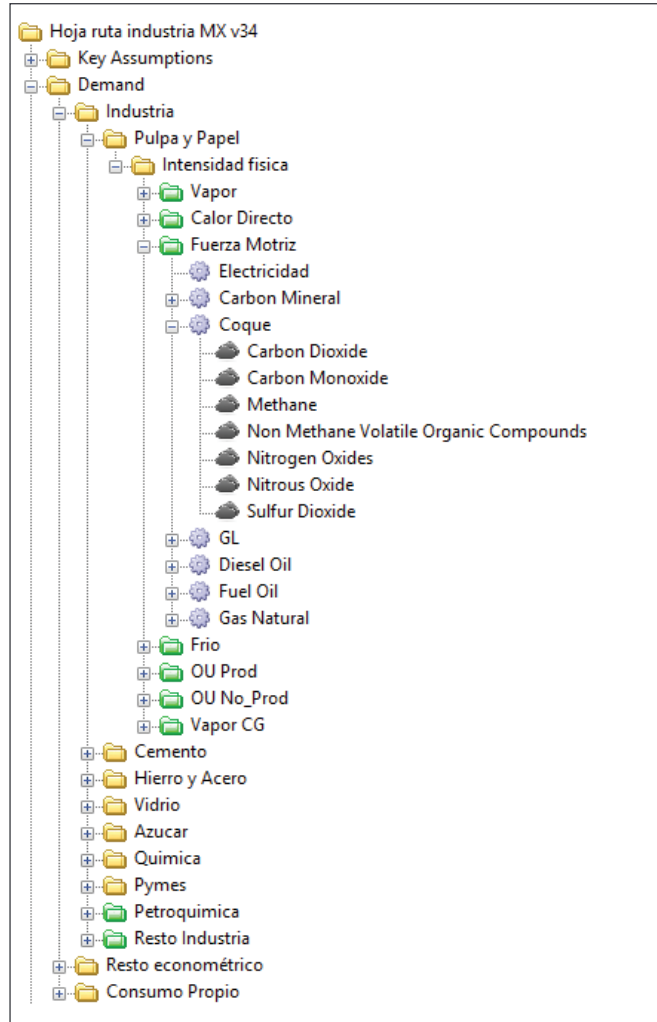 Hoja ruta industria MX v34
Key Assumptions
Demand
Industria
Pulpa y Papel
Intensidad fisica
Vapor
Calor Directo
Fuerza Motriz
Electricidad
Carbon Mineral
Coque
Carbon Dioxide
Carbon Monoxide
Methane
Non Methane Volatile Organic Compounds
Nitrogen Oxides
Nitrous Oxide
Sulfur Dioxide
GL
Diesel Oil
Fuel Oil
Gas Natural
Frio
OU Prod
OU No_Prod
Vapor CG
Cemento
Hierro y Acero
Vidrio
Azucar
Quimica
Pymes
Petroquimica
Resto Industria
Resto econométrico
Consumo Propio